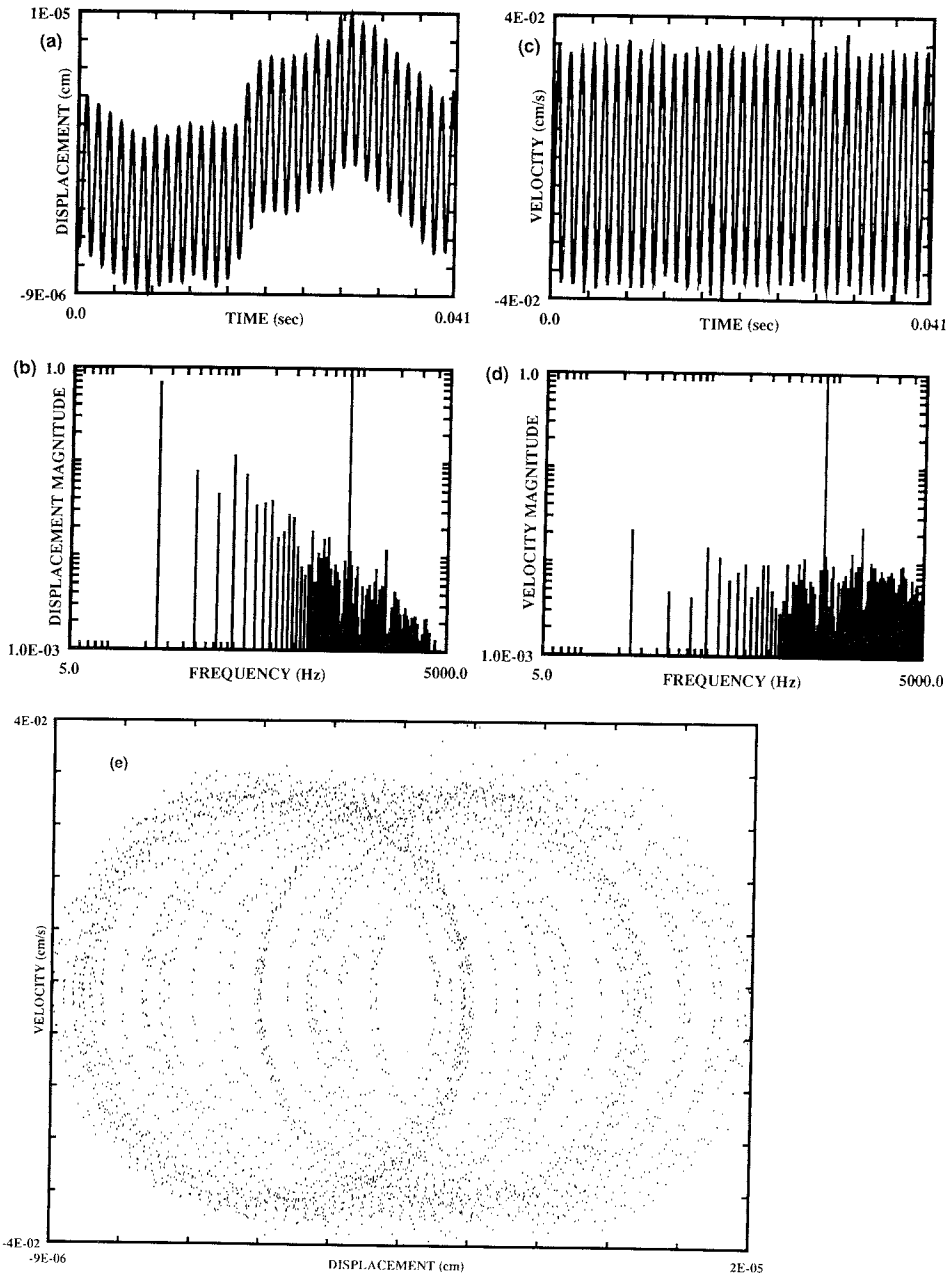 (a)
1E-05
DISPLACEMENT (cm)
-9E-06
0.0
TIME (sec)
0.041
(c)
4E-02
VELOCITY (cm/s)
-4E-02
0.0
TIME (sec)
0.041
(b)
1.0
DISPLACEMENT MAGNITUDE
1.0E-03
5.0
FREQUENCY (Hz)
5000.0
(d)
1.0
VELOCITY MAGNITUDE
1.0E-03
5.0
FREQUENCY (Hz)
5000.0
4E-02
(e)
VELOCITY (cm/s)
-4E-02
-9E-06
DISPLACEMENT (cm)
2E-05